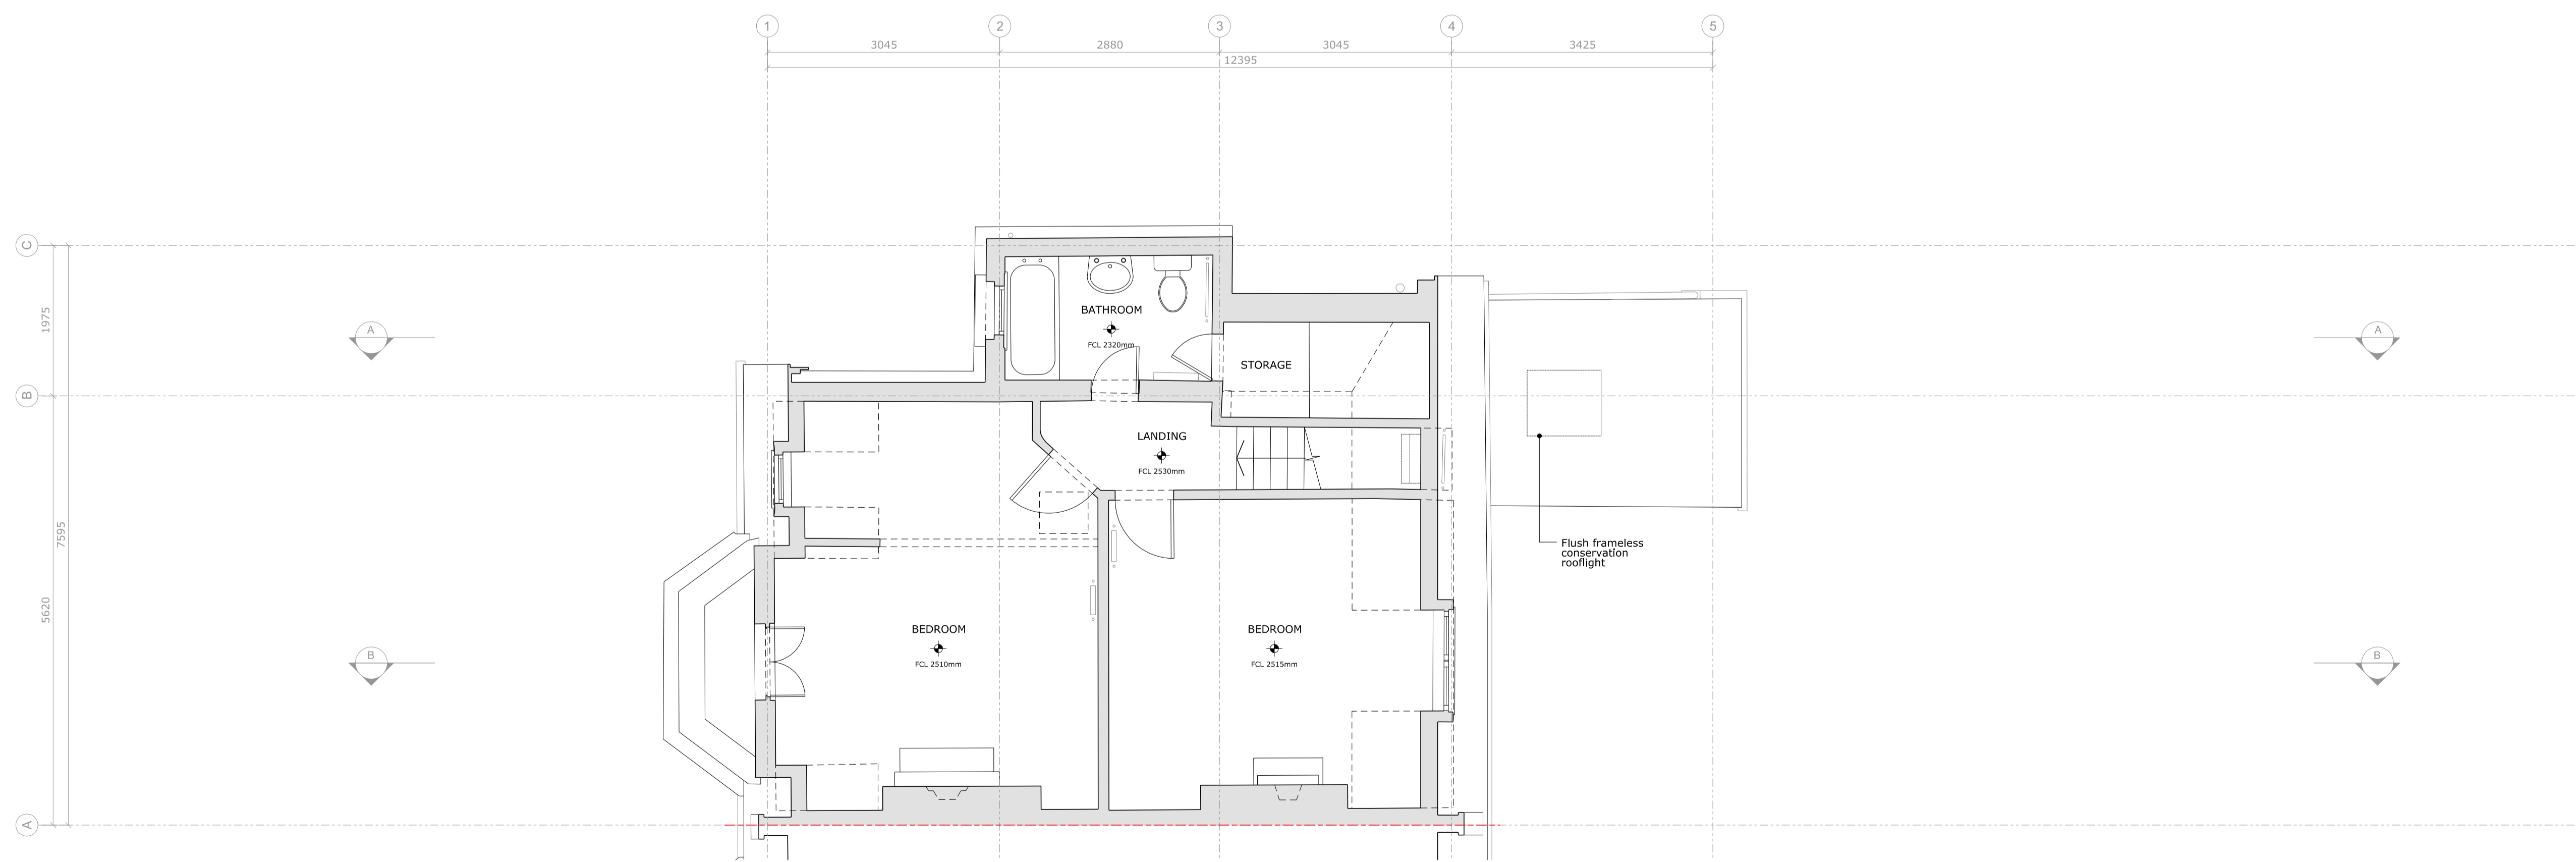 1
2
3
4
5
3045
2880
3045
3425
12395
C
1975
A
A
BATHROOM
FCL 2320mm
STORAGE
B
LANDING
FCL 2530mm
7595
Flush frameless
conservation
rooflight
5620
BEDROOM
FCL 2510mm
BEDROOM
FCL 2515mm
B
B
A